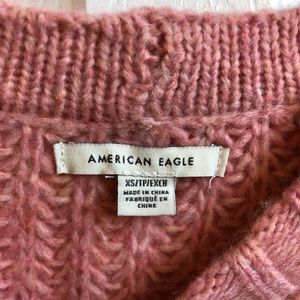 AMERICAN EAGLE
XS/TP/EXCH
MADE IN CHINA
FABRIQUÉ EN
CHINE